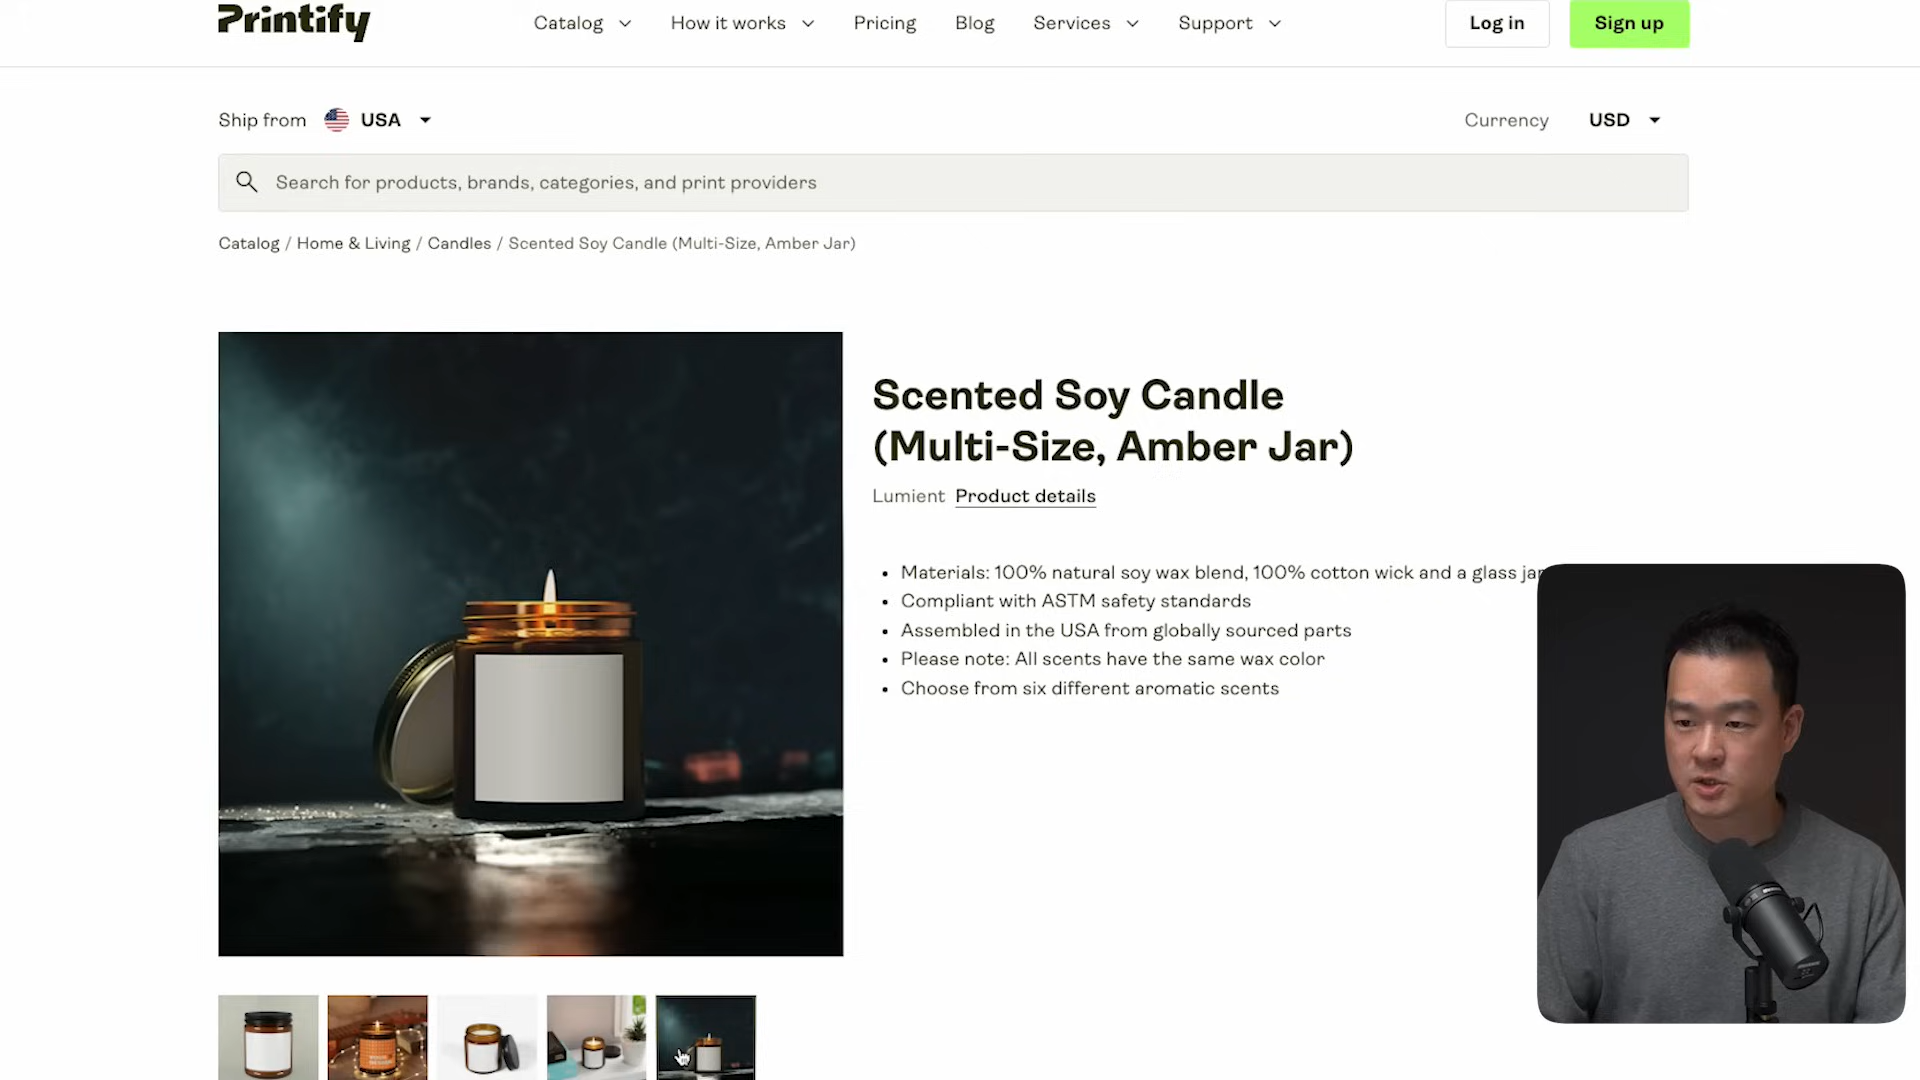 Printify
Catalog
How it works
Pricing
Blog
Services
Support
Log in
Sign up
Ship from USA
Currency USD
Search for products, brands, categories, and print providers
Catalog / Home & Living / Candles / Scented Soy Candle (Multi-Size, Amber Jar)
Scented Soy Candle
(Multi-Size, Amber Jar)
Lumient Product details
Materials: 100% natural soy wax blend, 100% cotton wick and a glass jar
Compliant with ASTM safety standards
Assembled in the USA from globally sourced parts
Please note: All scents have the same wax color
Choose from six different aromatic scents